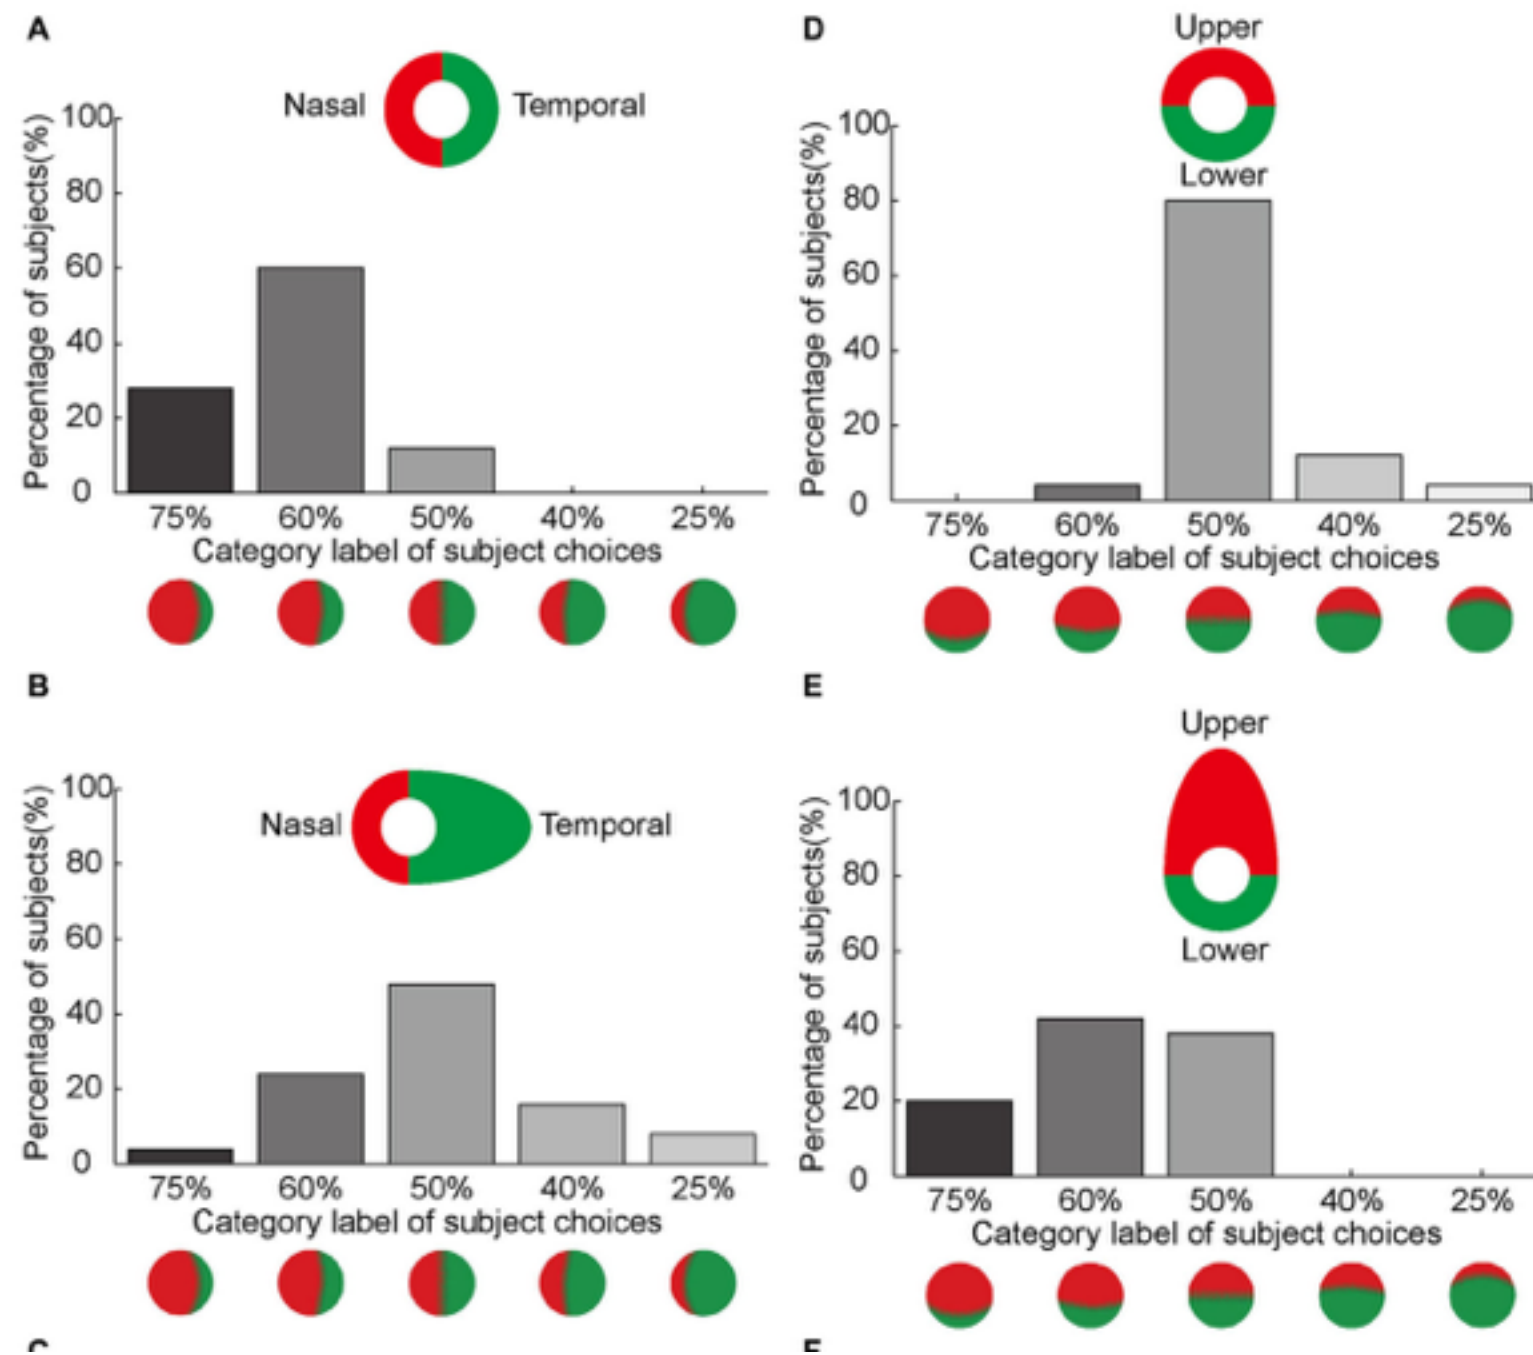 A
Nasal Temporal
Percentage of subjects(%)
100
80
60
40
20
0
75% 60% 50% 40% 25%
Category label of subject choices
D
Upper
Lower
Percentage of subjects(%)
100
80
60
40
20
0
75% 60% 50% 40% 25%
Category label of subject choices
B
Nasal Temporal
Percentage of subjects(%)
100
80
60
40
20
0
75% 60% 50% 40% 25%
Category label of subject choices
E
Upper
Lower
Percentage of subjects(%)
100
80
60
40
20
0
75% 60% 50% 40% 25%
Category label of subject choices